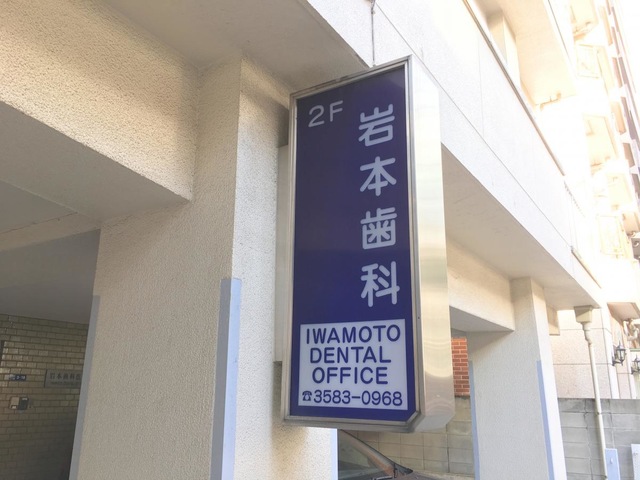 2F
岩本歯科
IWAMOTO
DENTAL
OFFICE
☎3583-0968